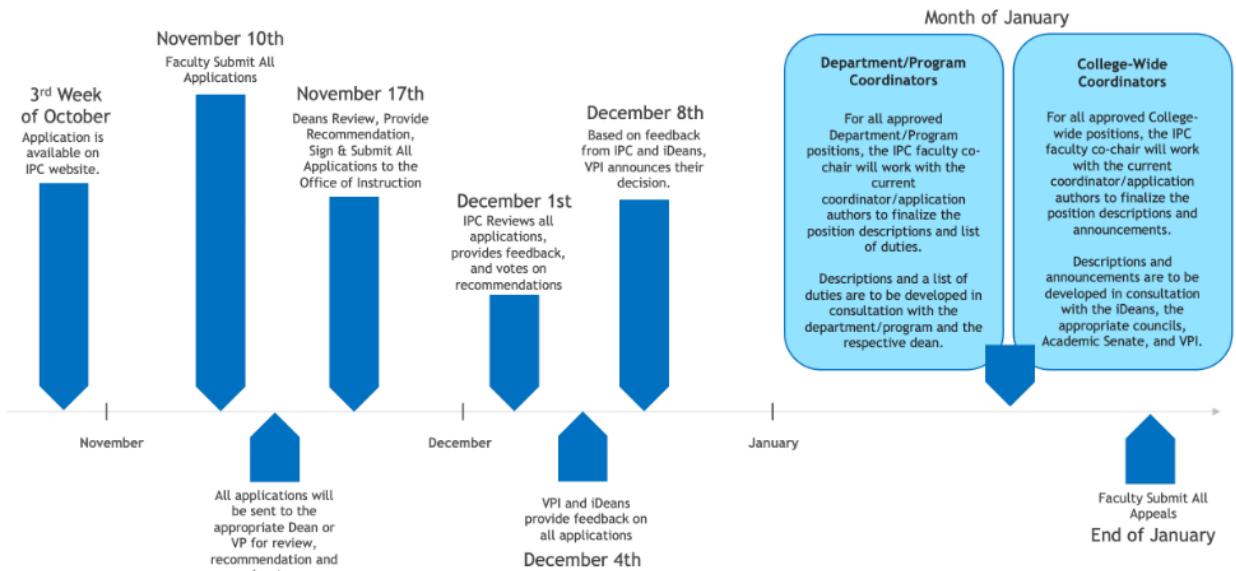 3rd Week
of October
Application is
available on
IPC website.
November 10th
Faculty Submit All
Applications
November 17th
Deans Review, Provide
Recommendation,
Sign & Submit All
Applications to the
Office of Instruction
December 1st
IPC Reviews all
applications,
provides feedback,
and votes on
recommendations
December 8th
Based on feedback
from IPC and iDeans,
VPI announces their
decision.
Month of January
Department/Program
Coordinators
For all approved
Department/Program
positions, the IPC faculty co-
chair will work with the
current
coordinator/application
authors to finalize the
position descriptions and list
of duties.
Descriptions and a list of
duties are to be developed in
consultation with the
department/program and the
respective dean.
College-Wide
Coordinators
For all approved College-
wide positions, the IPC
faculty co-chair will work
with the current
coordinator/application
authors to finalize the
position descriptions and
announcements.
Descriptions and
announcements are to be
developed in consultation
with the iDeans, the
appropriate councils,
Academic Senate, and VPI.
November
December
January
All applications will
be sent to the
appropriate Dean or
VP for review,
recommendation and
VPI and iDeans
provide feedback on
all applications
December 4th
Faculty Submit All
Appeals
End of January